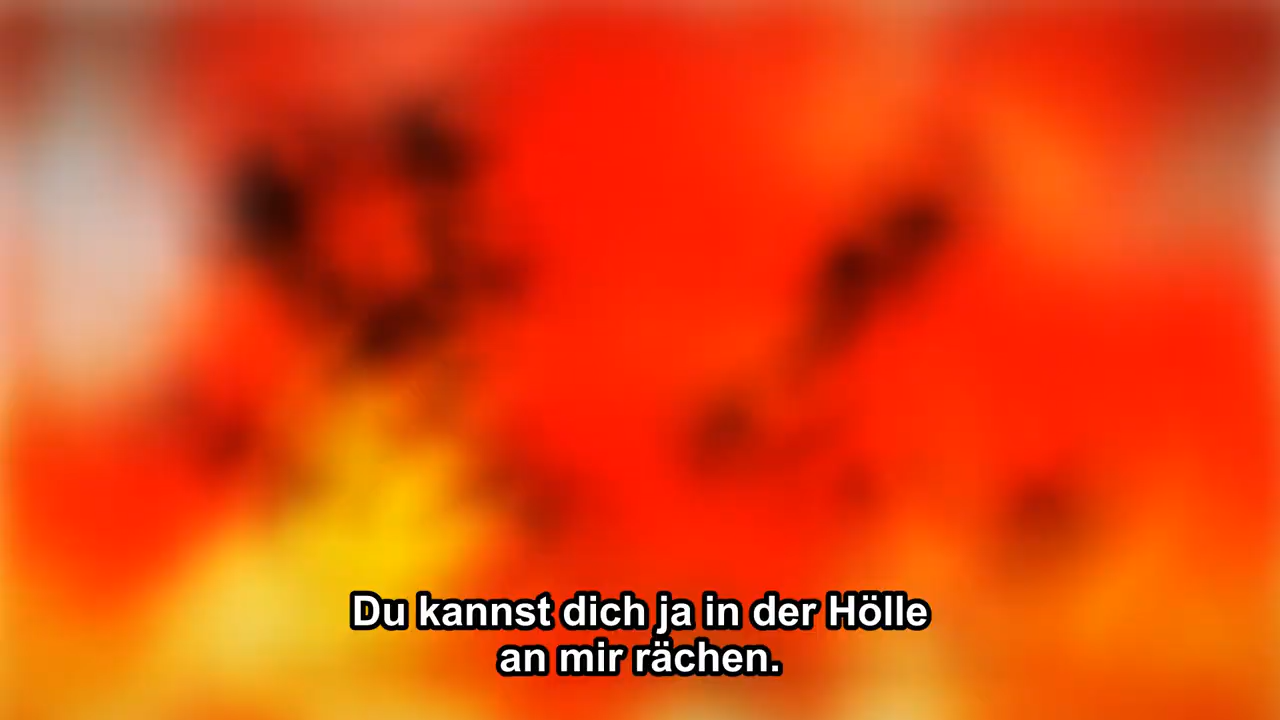 Du kannst dich ja in der Hölle
an mir rächen.